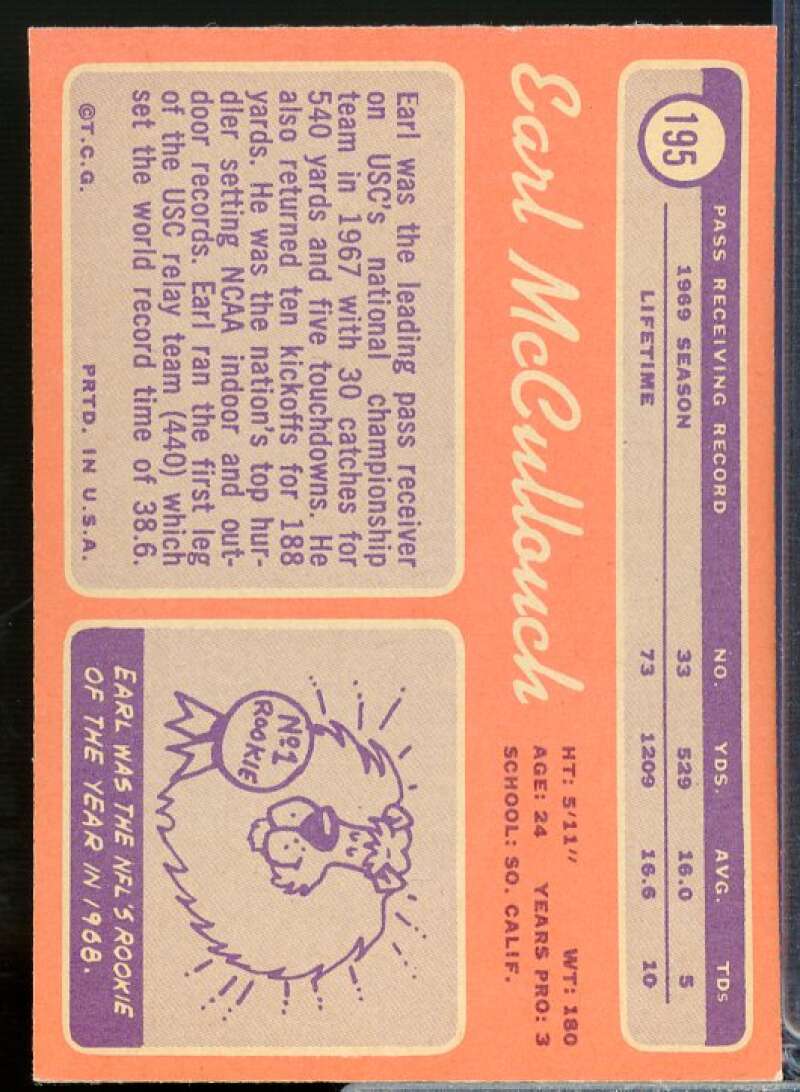 195
PASS RECEIVING RECORD NO. YDS. AVG. TDs
1969 SEASON 33 529 16.0 5
LIFETIME 73 1209 16.6 10
Earl McCullouch
HT: 5'11" WT: 180
AGE: 24 YEARS PRO: 3
SCHOOL: SO. CALIF.
Earl was the leading pass receiver
on USC's national championship
team in 1967 with 30 catches for
540 yards and five touchdowns. He
also returned ten kickoffs for 188
yards. He was the nation's top hur-
dler setting NCAA indoor and out-
door records. Earl ran the first leg
of the USC relay team (440) which
set the world record time of 38.6.
©T.C.G. PRTD. IN U.S.A.
Nº1
ROOKIE
EARL WAS THE NFL'S ROOKIE
OF THE YEAR IN 1968.